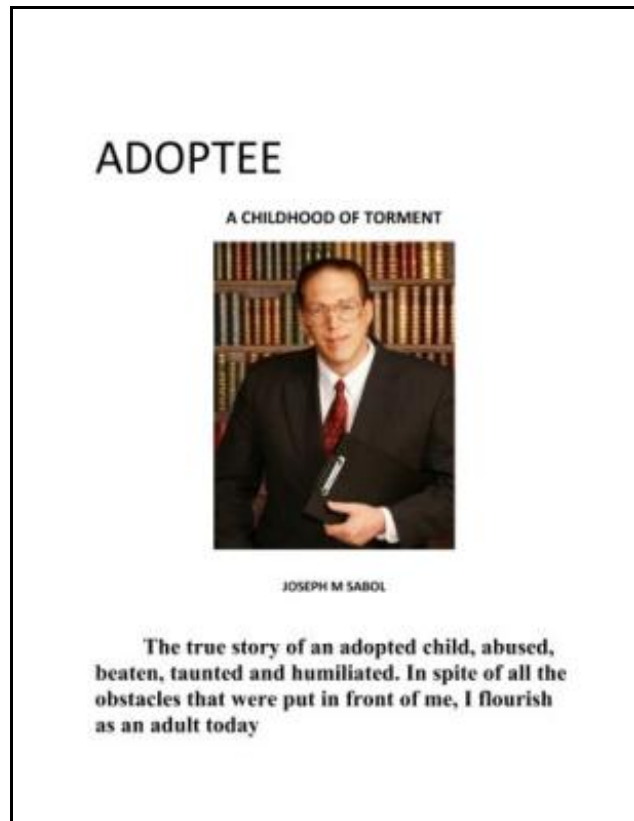 ADOPTEE
A CHILDHOOD OF TORMENT
JOSEPH M SABOL
The true story of an adopted child, abused,
beaten, taunted and humiliated. In spite of all the
obstacles that were put in front of me, I flourish
as an adult today